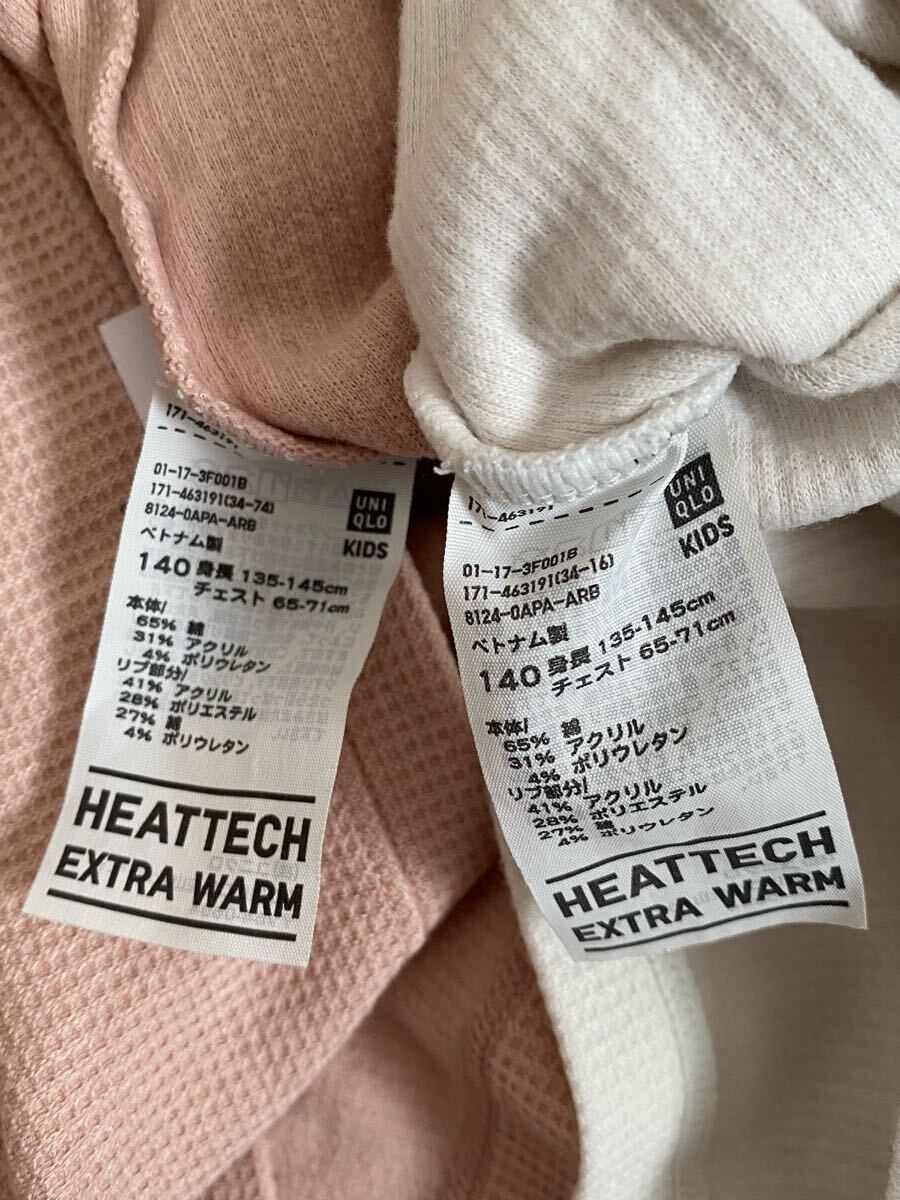 171-463191
01-17-3F001B
171-463191(34-74)
8124-0APA-ARB
UNI
QLO
KIDS
ベトナム製
140 身長 135-145cm
チェスト 65-71cm
本体/
65% 綿
31% アクリル
4% ポリウレタン
リブ部分/
41% アクリル
28% ポリエステル
27% 綿
4% ポリウレタン
HEATTECH
EXTRA WARM
171-463191
01-17-3F001B
171-463191(34-16)
8124-0APA-ARB
UNI
QLO
KIDS
ベトナム製
140 身長 135-145cm
チェスト 65-71cm
本体/
65% 綿
31% アクリル
4% ポリウレタン
リブ部分/
41% アクリル
28% ポリエステル
27% 綿
4% ポリウレタン
HEATTECH
EXTRA WARM